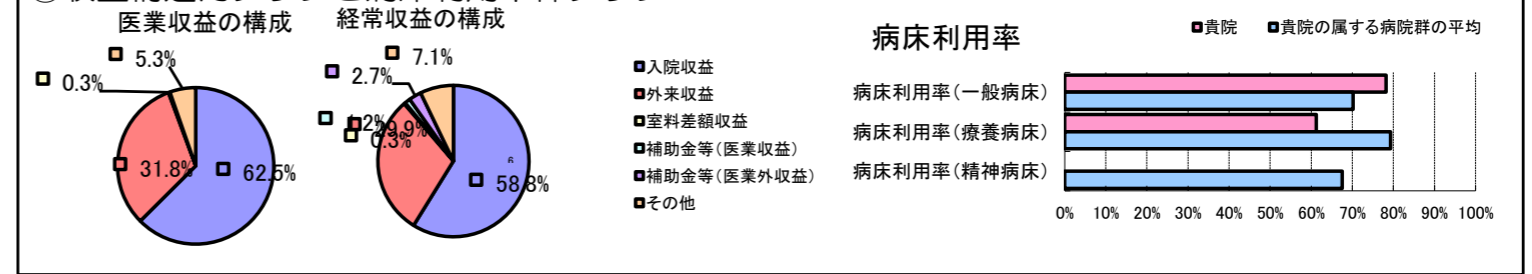 医業収益の構成
経常収益の構成
5.3%
0.3%
31.8%
62.5%
7.1%
2.7%
1.2%
29.9%
0.3%
58.8%
入院収益
外来収益
室料差額収益
補助金等(医業収益)
補助金等(医業外収益)
その他
病床利用率
貴院
貴院の属する病院群の平均
病床利用率(一般病床)
病床利用率(療養病床)
病床利用率(精神病床)
0% 10% 20% 30% 40% 50% 60% 70% 80% 90% 100%